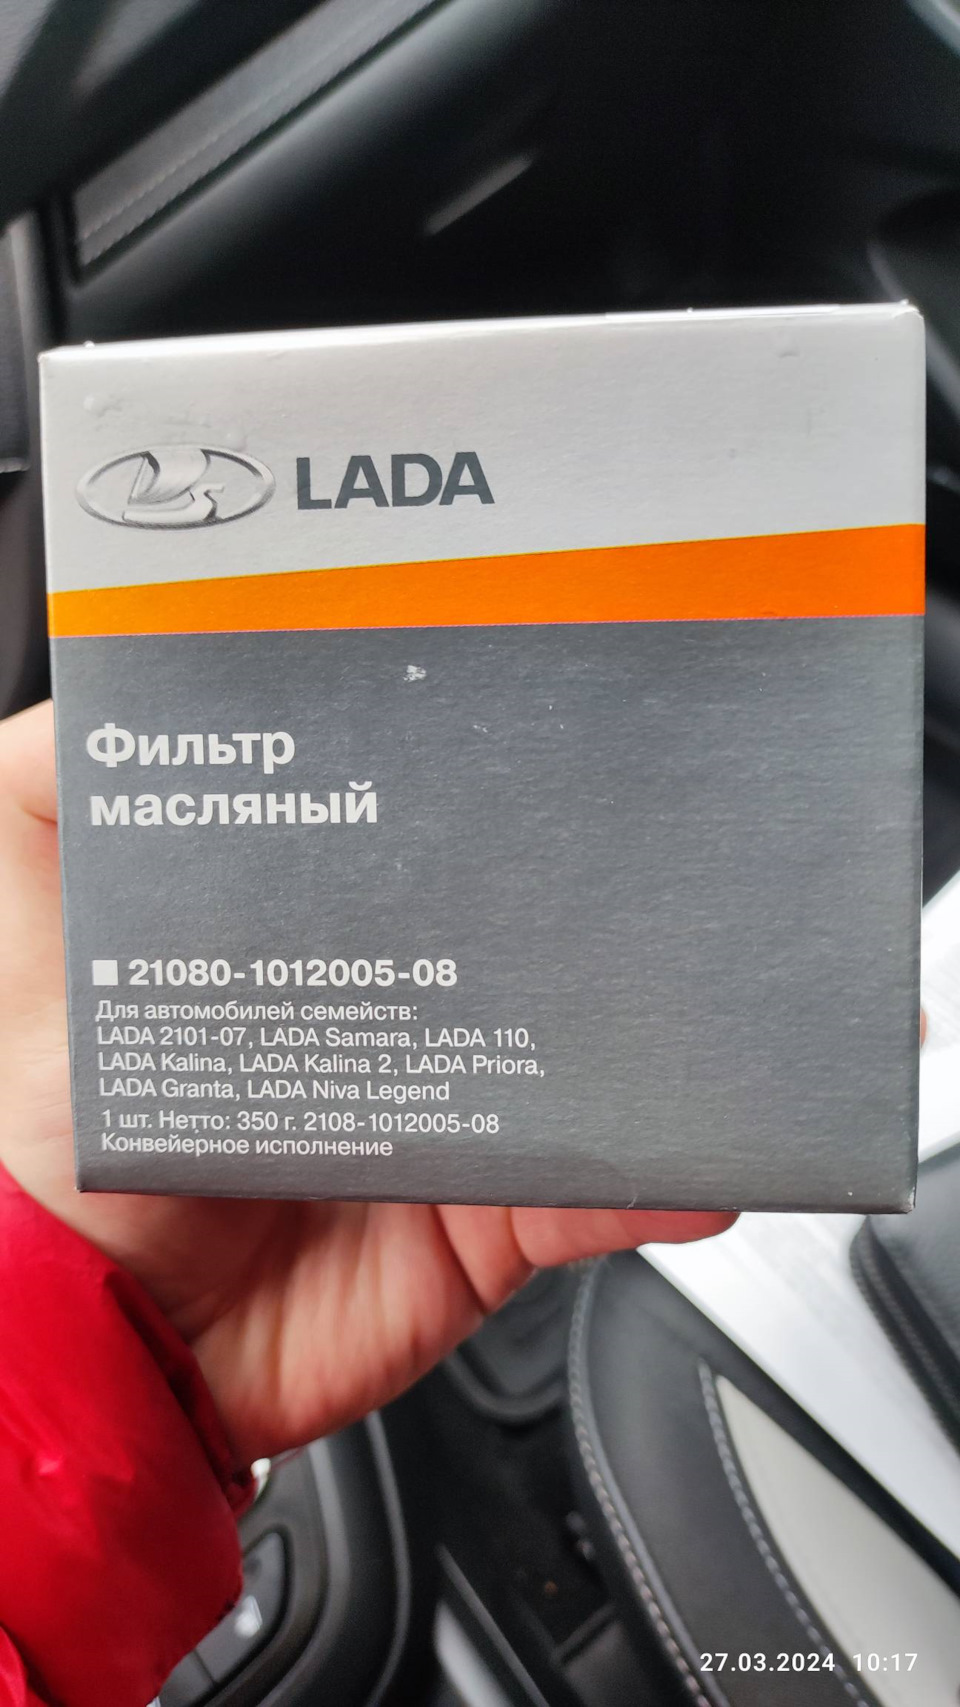 LADA
Фильтр
масляный
21080-1012005-08
Для автомобилей семейств:
LADA 2101-07, LADA Samara, LADA 110,
LADA Kalina, LADA Kalina 2, LADA Priora,
LADA Granta, LADA Niva Legend
1 шт. Нетто: 350 г. 2108-1012005-08
Конвейерное исполнение
27.03.2024 10:17